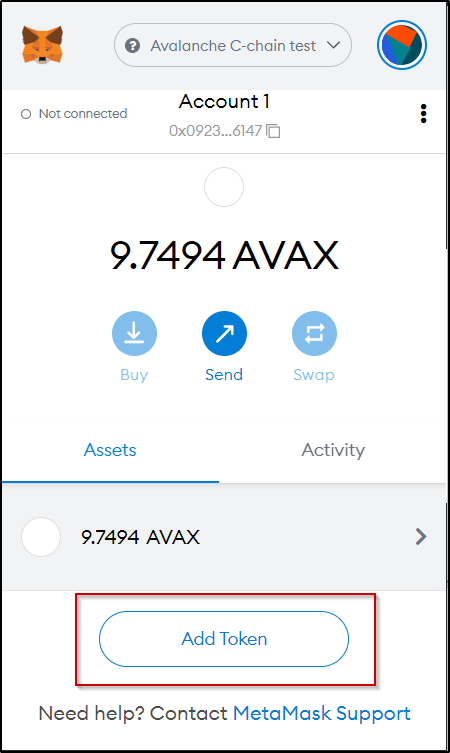 Avalanche C-chain test
Not connected
Account 1
0x0923...6147
9.7494 AVAX
Buy
Send
Swap
Assets
Activity
9.7494 AVAX
Add Token
Need help? Contact MetaMask Support